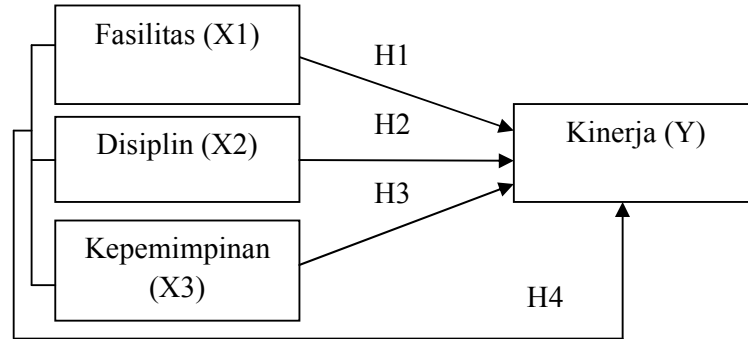 Fasilitas (X1)
H1
H2
Disiplin (X2)
Kinerja (Y)
H3
Kepemimpinan
(X3)
H4